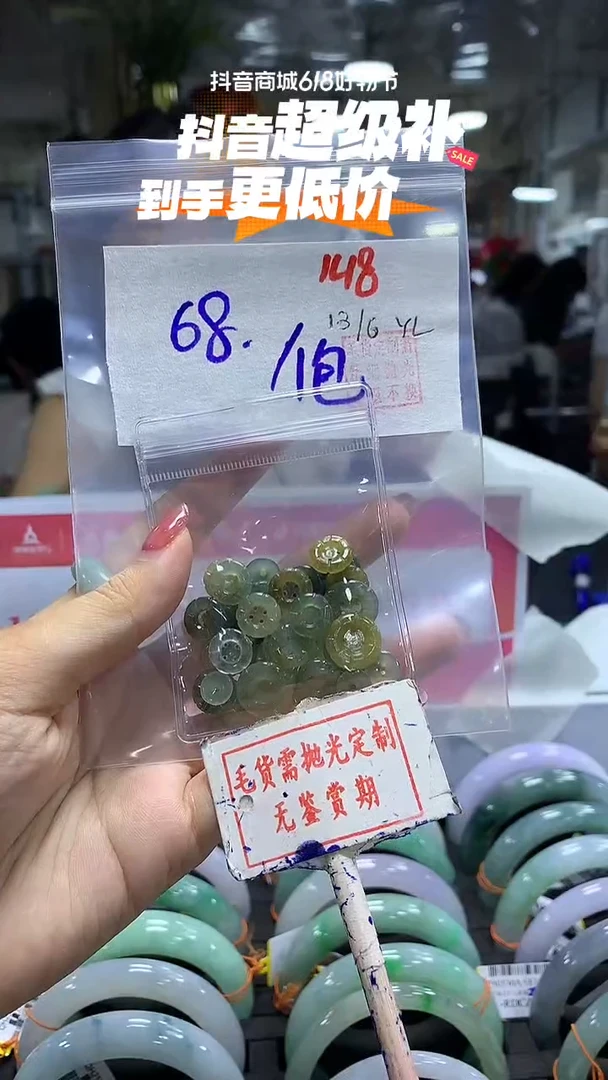 抖音商城618好物节
抖音超级补
SALE
到手更低价
148
68.
13/6 YL
/包
毛货需抛光定制
无鉴赏期